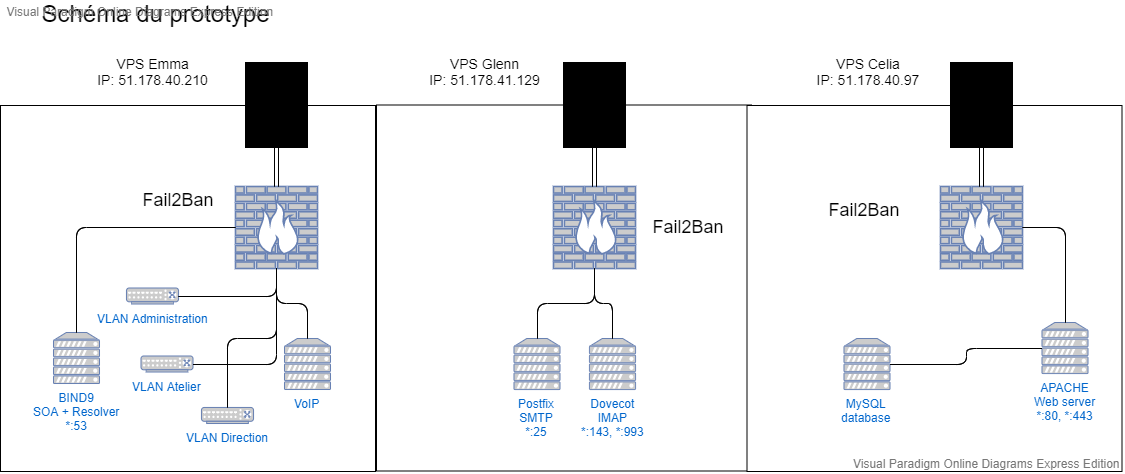 Visual Paradigm Online Diagrams Express Edition
Schéma du prototype
VPS Emma
IP: 51.178.40.210
Fail2Ban
VLAN Administration
VLAN Atelier
BIND9
SOA + Resolver
*:53
VoIP
VLAN Direction
VPS Glenn
IP: 51.178.41.129
Fail2Ban
Postfix
SMTP
*:25
Dovecot
IMAP
*:143, *:993
VPS Celia
IP: 51.178.40.97
Fail2Ban
MySQL
database
APACHE
Web server
*:80, *:443
Visual Paradigm Online Diagrams Express Edition